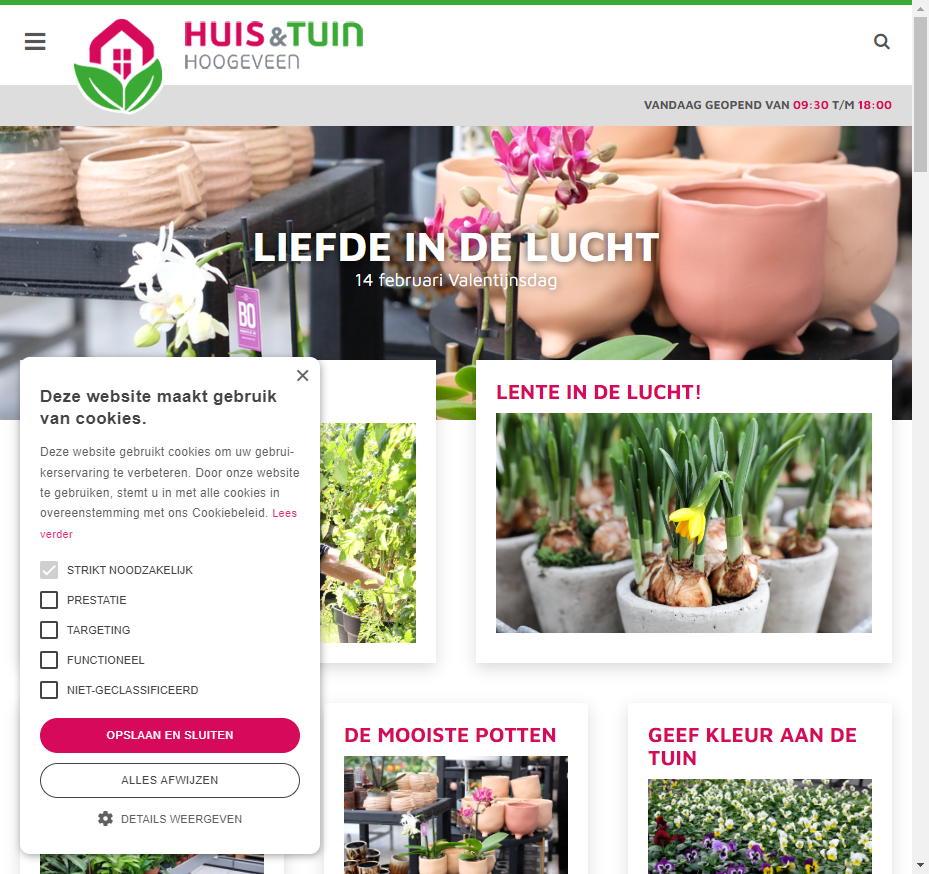 HUIS & TUIN
HOOGEVEEN
VANDAAG GEOPEND VAN 09:30 T/M 18:00
LIEFDE IN DE LUCHT
14 februari Valentijnsdag
BO
LENTE IN DE LUCHT!
Deze website maakt gebruik
van cookies.
Deze website gebruikt cookies om uw gebrui-
kerservaring te verbeteren. Door onze website
te gebruiken, stemt u in met alle cookies in
overeenstemming met ons Cookiebeleid. Lees
verder
STRIKT NOODZAKELIJK
PRESTATIE
TARGETING
FUNCTIONEEL
NIET-GECLASSIFICEERD
OPSLAAN EN SLUITEN
ALLES AFWIJZEN
DETAILS WEERGEVEN
DE MOOISTE POTTEN
GEEF KLEUR AAN DE
TUIN